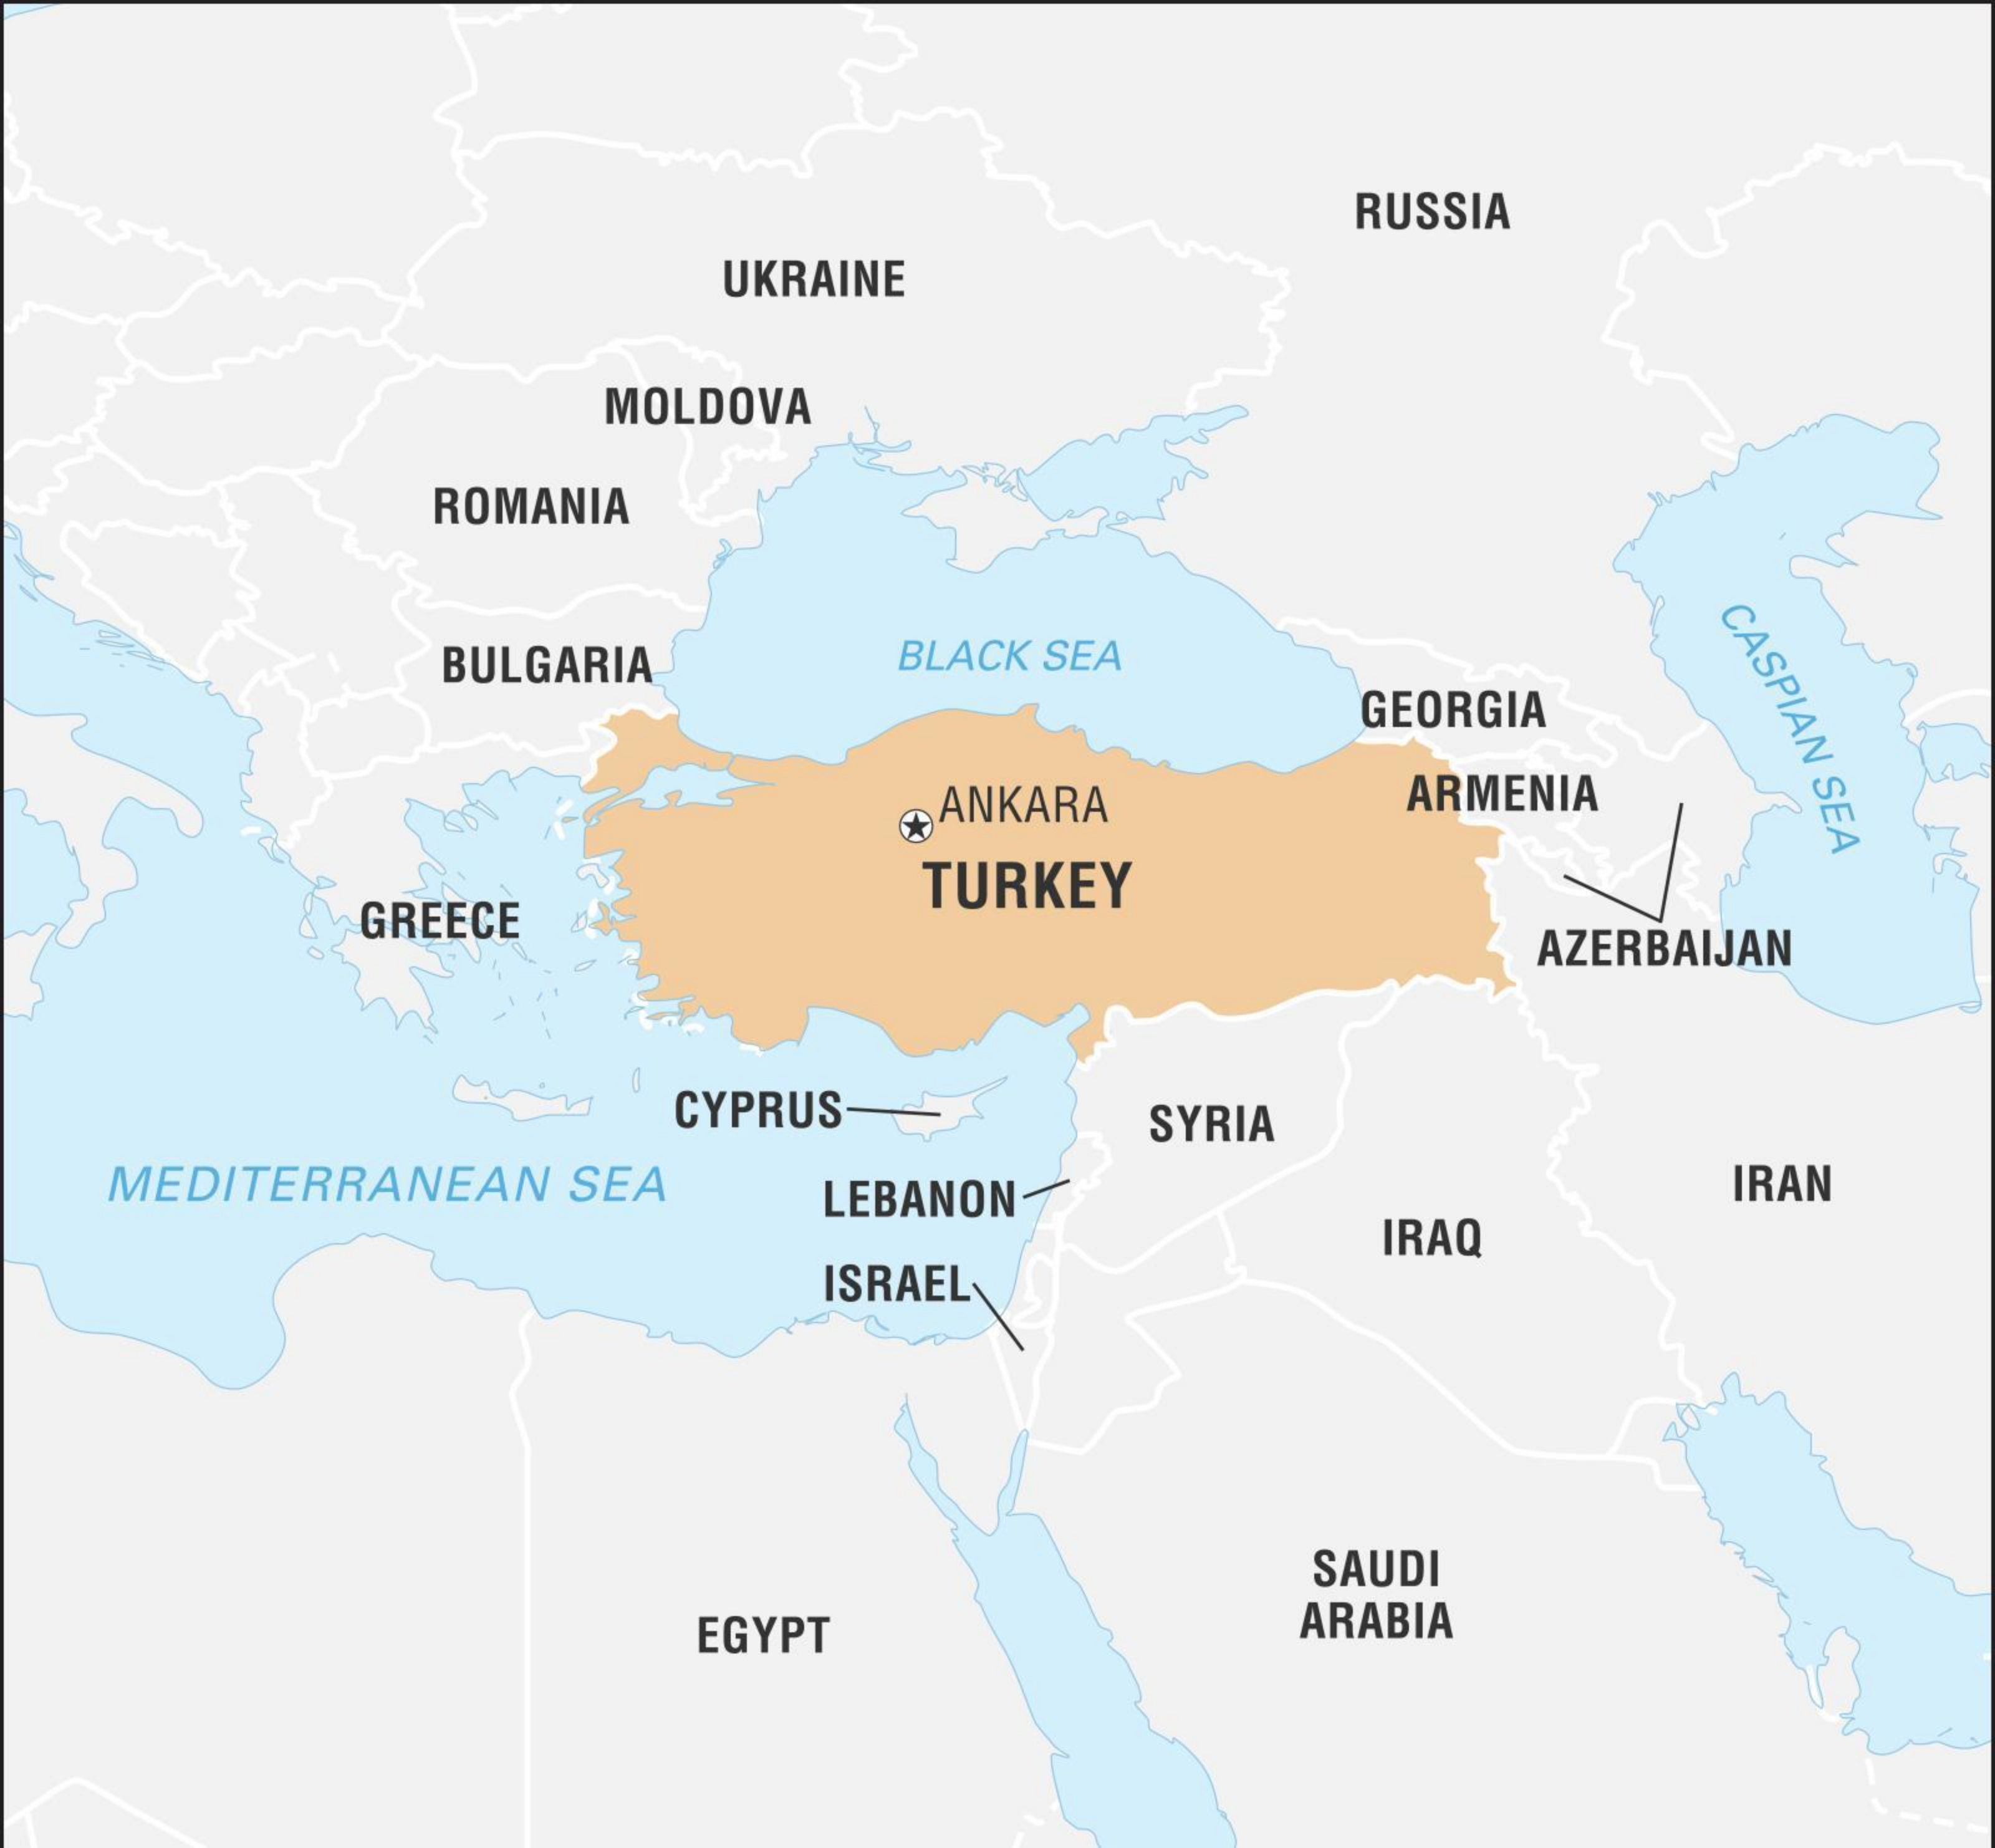 RUSSIA
UKRAINE
MOLDOVA
ROMANIA
BLACK SEA
BULGARIA
CASPIAN SEA
GEORGIA
ARMENIA
ANKARA
TURKEY
GREECE
AZERBAIJAN
CYPRUS
SYRIA
MEDITERRANEAN SEA
LEBANON
IRAN
IRAQ
ISRAEL
SAUDI
ARABIA
EGYPT